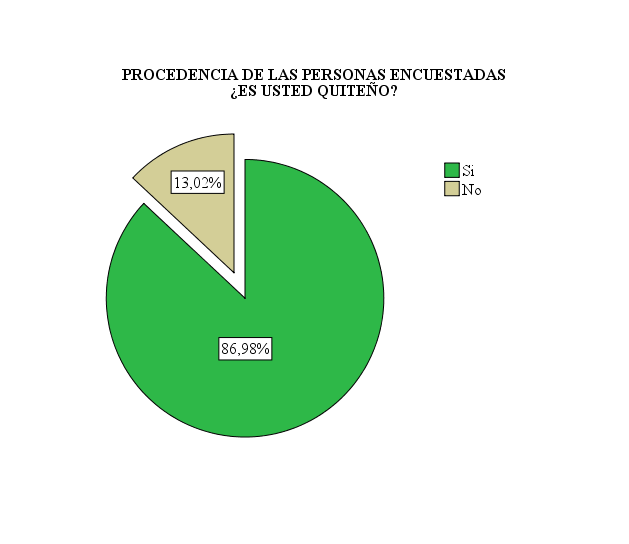 PROCEDENCIA DE LAS PERSONAS ENCUESTADAS
¿ES USTED QUITEÑO?
Si
No
13,02%
86,98%